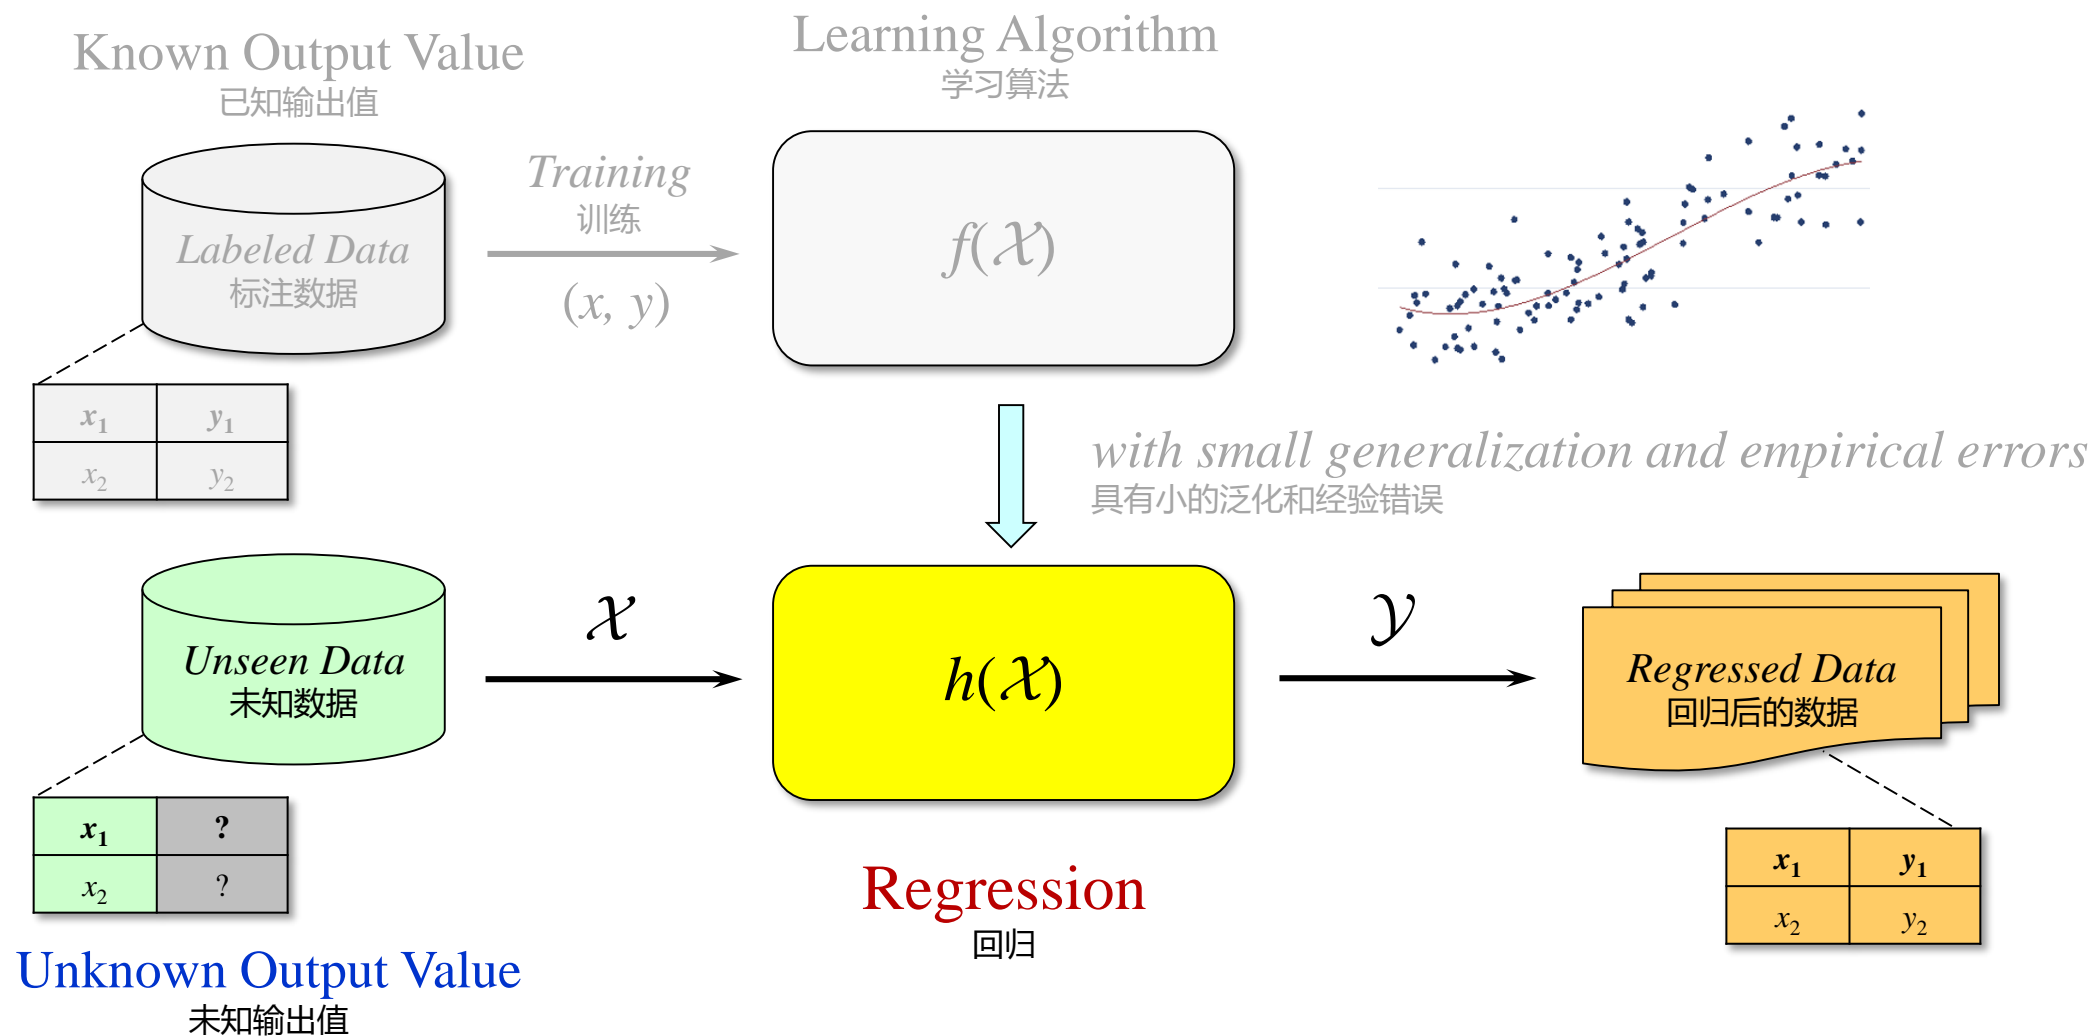 Known Output Value
已知输出值
Learning Algorithm
学习算法
Labeled Data
标注数据
Training
训练
(x, y)
f(𝒳)
x₁ y₁
x₂ y₂
with small generalization and empirical errors
具有小的泛化和经验错误
Unseen Data
未知数据
𝒳
h(𝒳)
𝒴
Regressed Data
回归后的数据
x₁ ?
x₂ ?
x₁ y₁
x₂ y₂
Regression
回归
Unknown Output Value
未知输出值